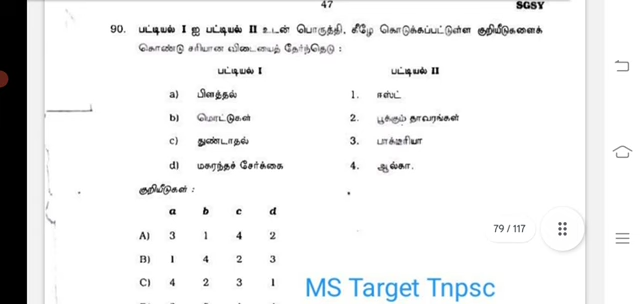 47 SGSY
90. பட்டியல் I ஐ பட்டியல் II உடன் பொருத்தி, கீழே கொடுக்கப்பட்டுள்ள குறியீடுகளைக்
கொண்டு சரியான விடையைத் தேர்ந்தெடு :
பட்டியல் I பட்டியல் II
a) பிளத்தல் 1. ஈஸ்ட்
b) மொட்டுகள் 2. பூக்கும் தாவரங்கள்
c) துண்டாதல் 3. பாக்டீரியா
d) மகரந்தச் சேர்க்கை 4. ஆல்கா.
குறியீடுகள் :
a b c d
A) 3 1 4 2
B) 1 4 2 3
C) 4 2 3 1
79 / 117
MS Target Tnpsc